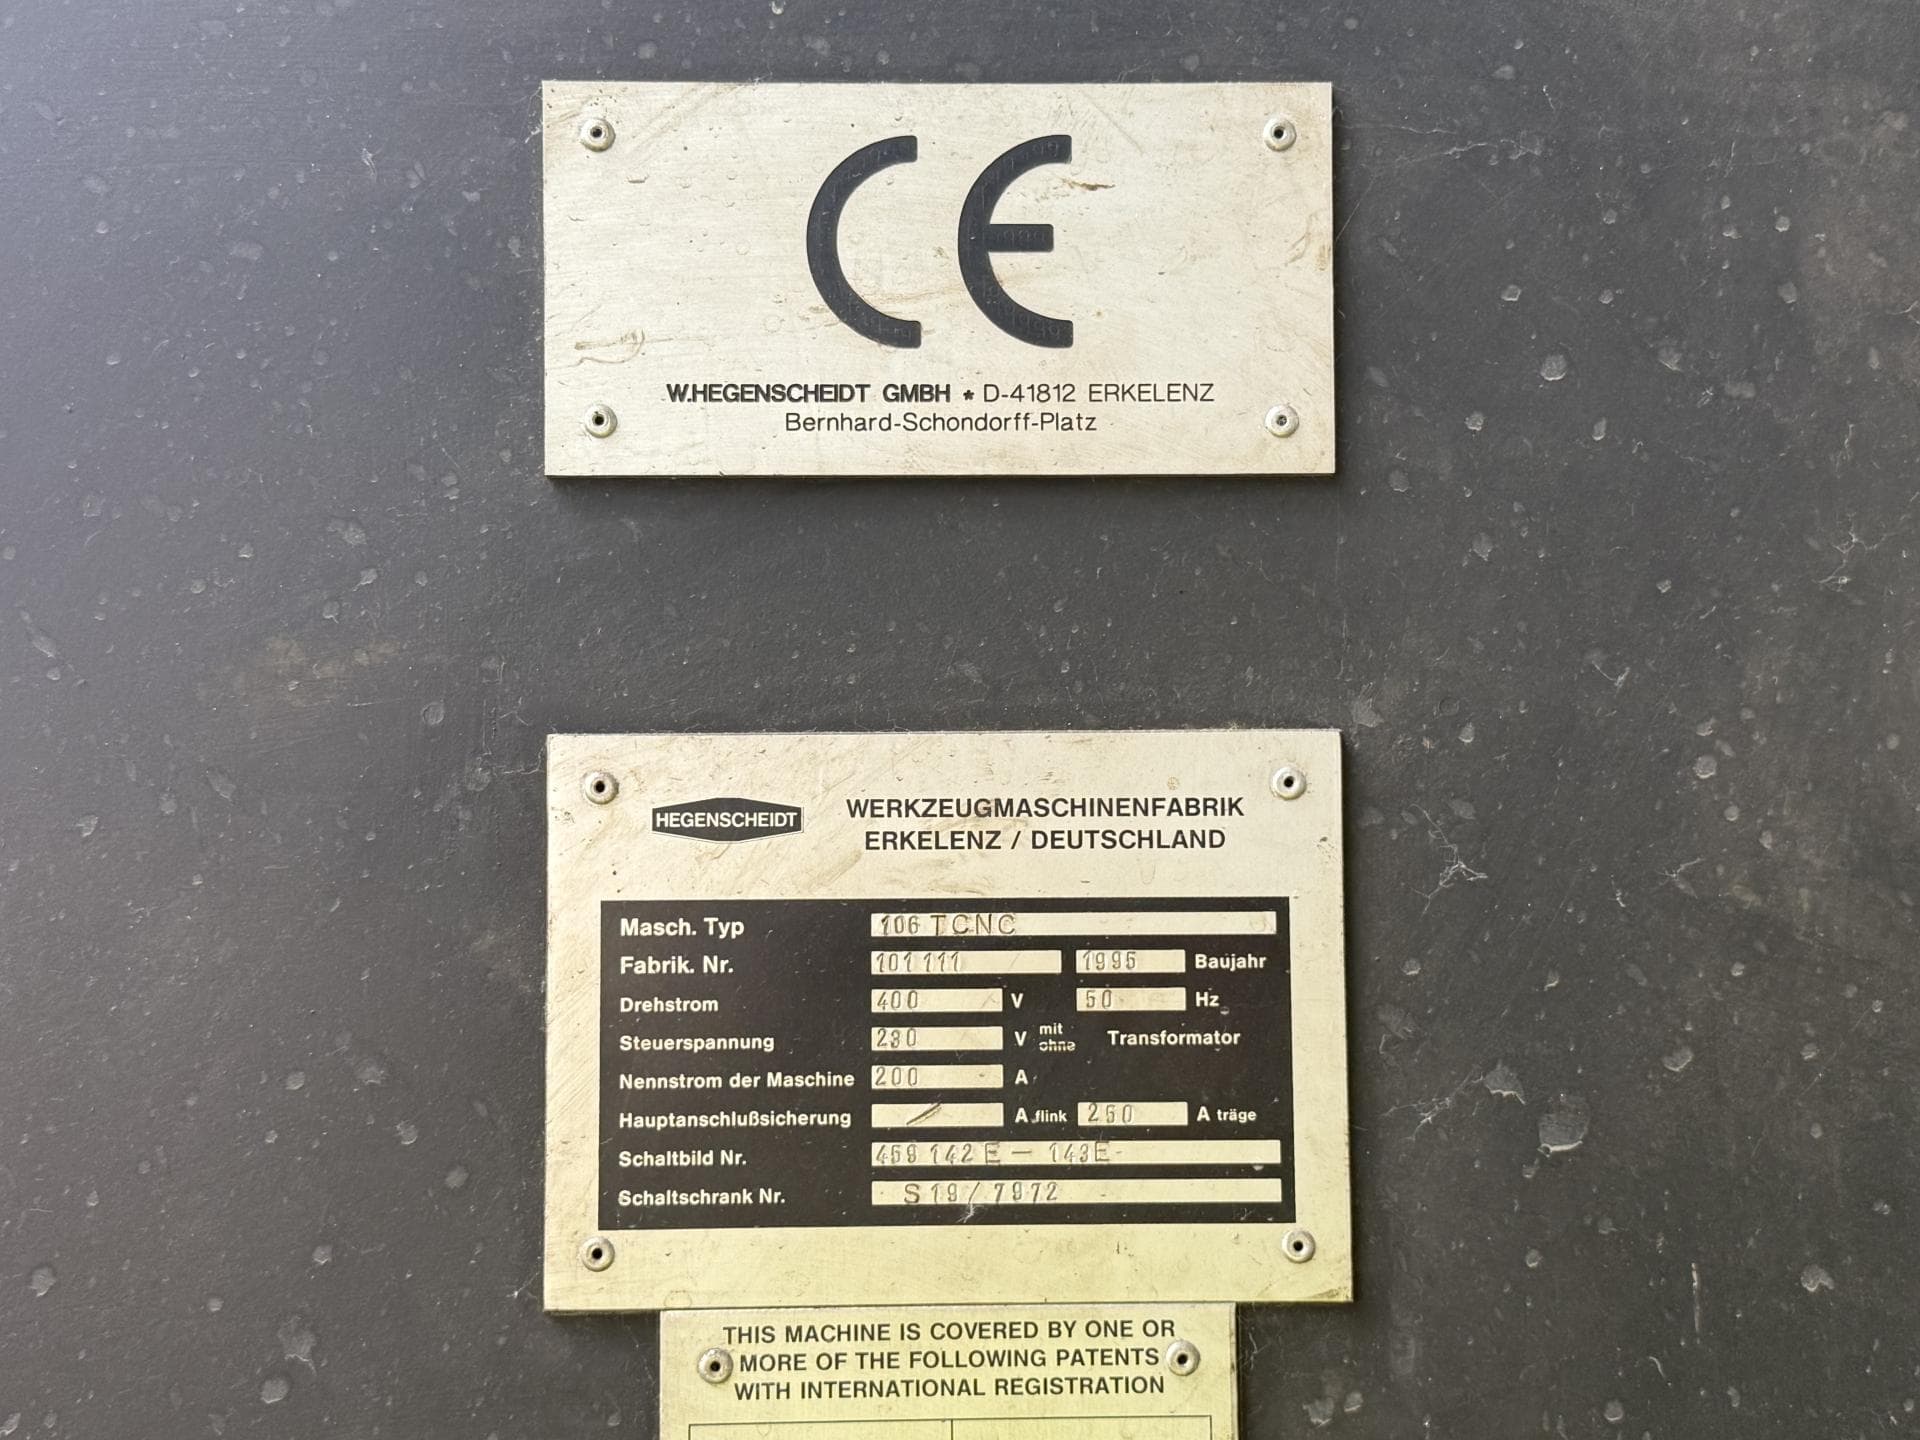 CE
W.HEGENSCHEIDT GMBH * D-41812 ERKELENZ
Bernhard-Schondorff-Platz
HEGENSCHEIDT
WERKZEUGMASCHINENFABRIK
ERKELENZ / DEUTSCHLAND
Masch. Typ 106 TCNC
Fabrik. Nr. 101 111 1995 Baujahr
Drehstrom 400 V 50 Hz
Steuerspannung 230 V mit ohne Transformator
Nennstrom der Maschine 200 A
Hauptanschlußsicherung / A flink 250 A träge
Schaltbild Nr. 459 142 E – 143E
Schaltschrank Nr. S 19 / 7972
THIS MACHINE IS COVERED BY ONE OR
MORE OF THE FOLLOWING PATENTS
WITH INTERNATIONAL REGISTRATION